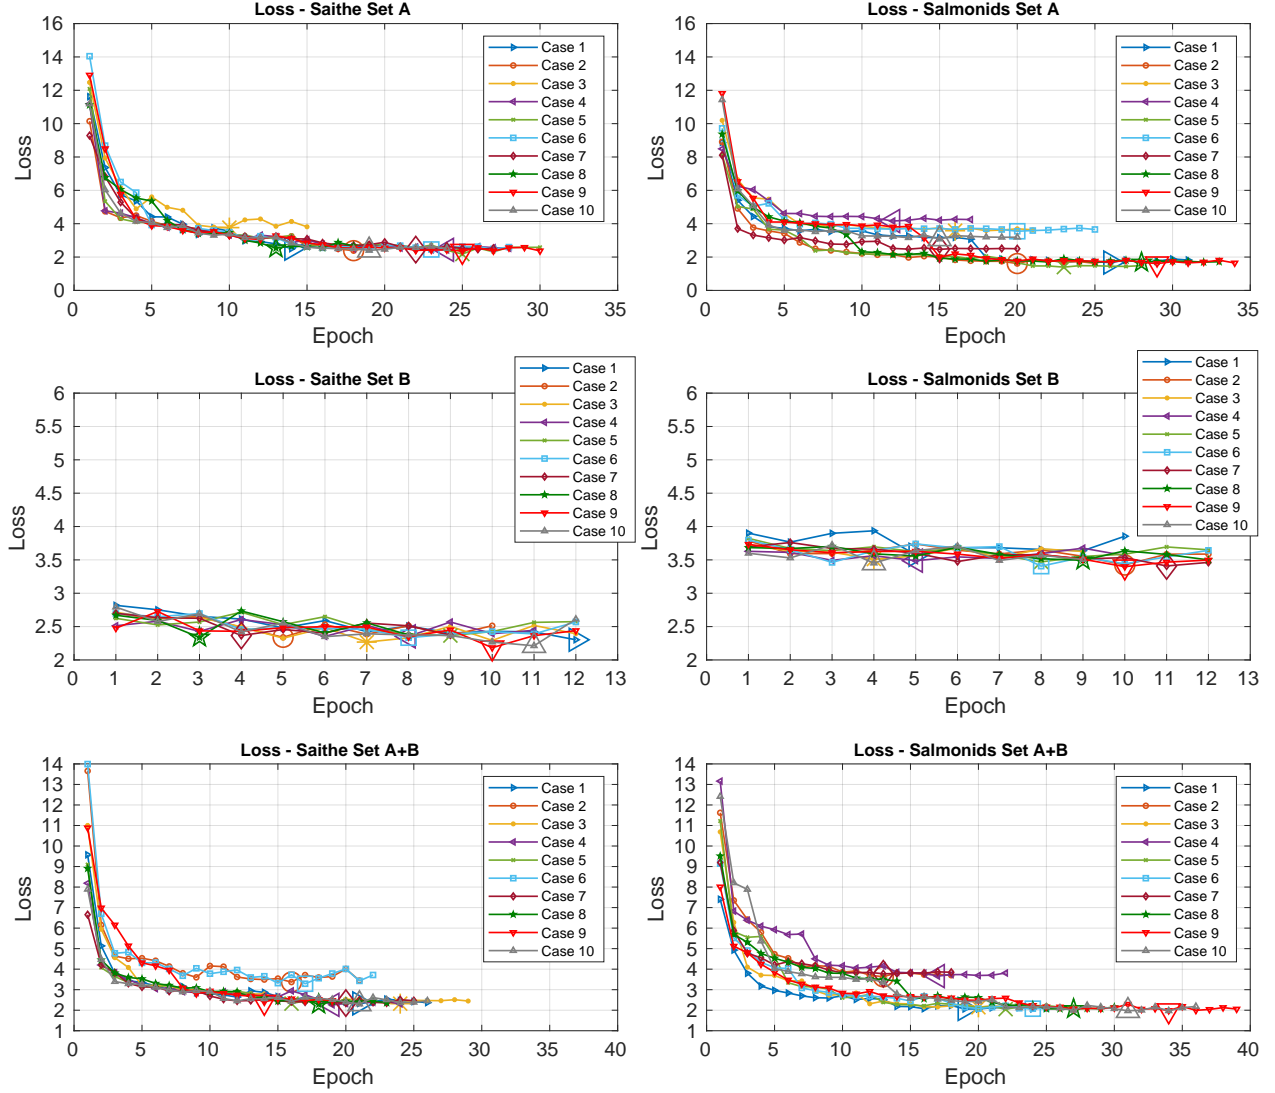 Loss - Saithe Set A
16
14
12
10
8
6
4
2
0
Loss
0 5 10 15 20 25 30 35
Epoch
Case 1
Case 2
Case 3
Case 4
Case 5
Case 6
Case 7
Case 8
Case 9
Case 10
Loss - Salmonids Set A
16
14
12
10
8
6
4
2
0
Loss
0 5 10 15 20 25 30 35
Epoch
Case 1
Case 2
Case 3
Case 4
Case 5
Case 6
Case 7
Case 8
Case 9
Case 10
Loss - Saithe Set B
6
5.5
5
4.5
4
3.5
3
2.5
2
Loss
1 2 3 4 5 6 7 8 9 10 11 12 13
Epoch
Case 1
Case 2
Case 3
Case 4
Case 5
Case 6
Case 7
Case 8
Case 9
Case 10
Loss - Salmonids Set B
6
5.5
5
4.5
4
3.5
3
2.5
2
Loss
1 2 3 4 5 6 7 8 9 10 11 12 13
Epoch
Case 1
Case 2
Case 3
Case 4
Case 5
Case 6
Case 7
Case 8
Case 9
Case 10
Loss - Saithe Set A+B
14
13
12
11
10
9
8
7
6
5
4
3
2
1
Loss
0 5 10 15 20 25 30 35 40
Epoch
Case 1
Case 2
Case 3
Case 4
Case 5
Case 6
Case 7
Case 8
Case 9
Case 10
Loss - Salmonids Set A+B
14
13
12
11
10
9
8
7
6
5
4
3
2
1
Loss
0 5 10 15 20 25 30 35 40
Epoch
Case 1
Case 2
Case 3
Case 4
Case 5
Case 6
Case 7
Case 8
Case 9
Case 10